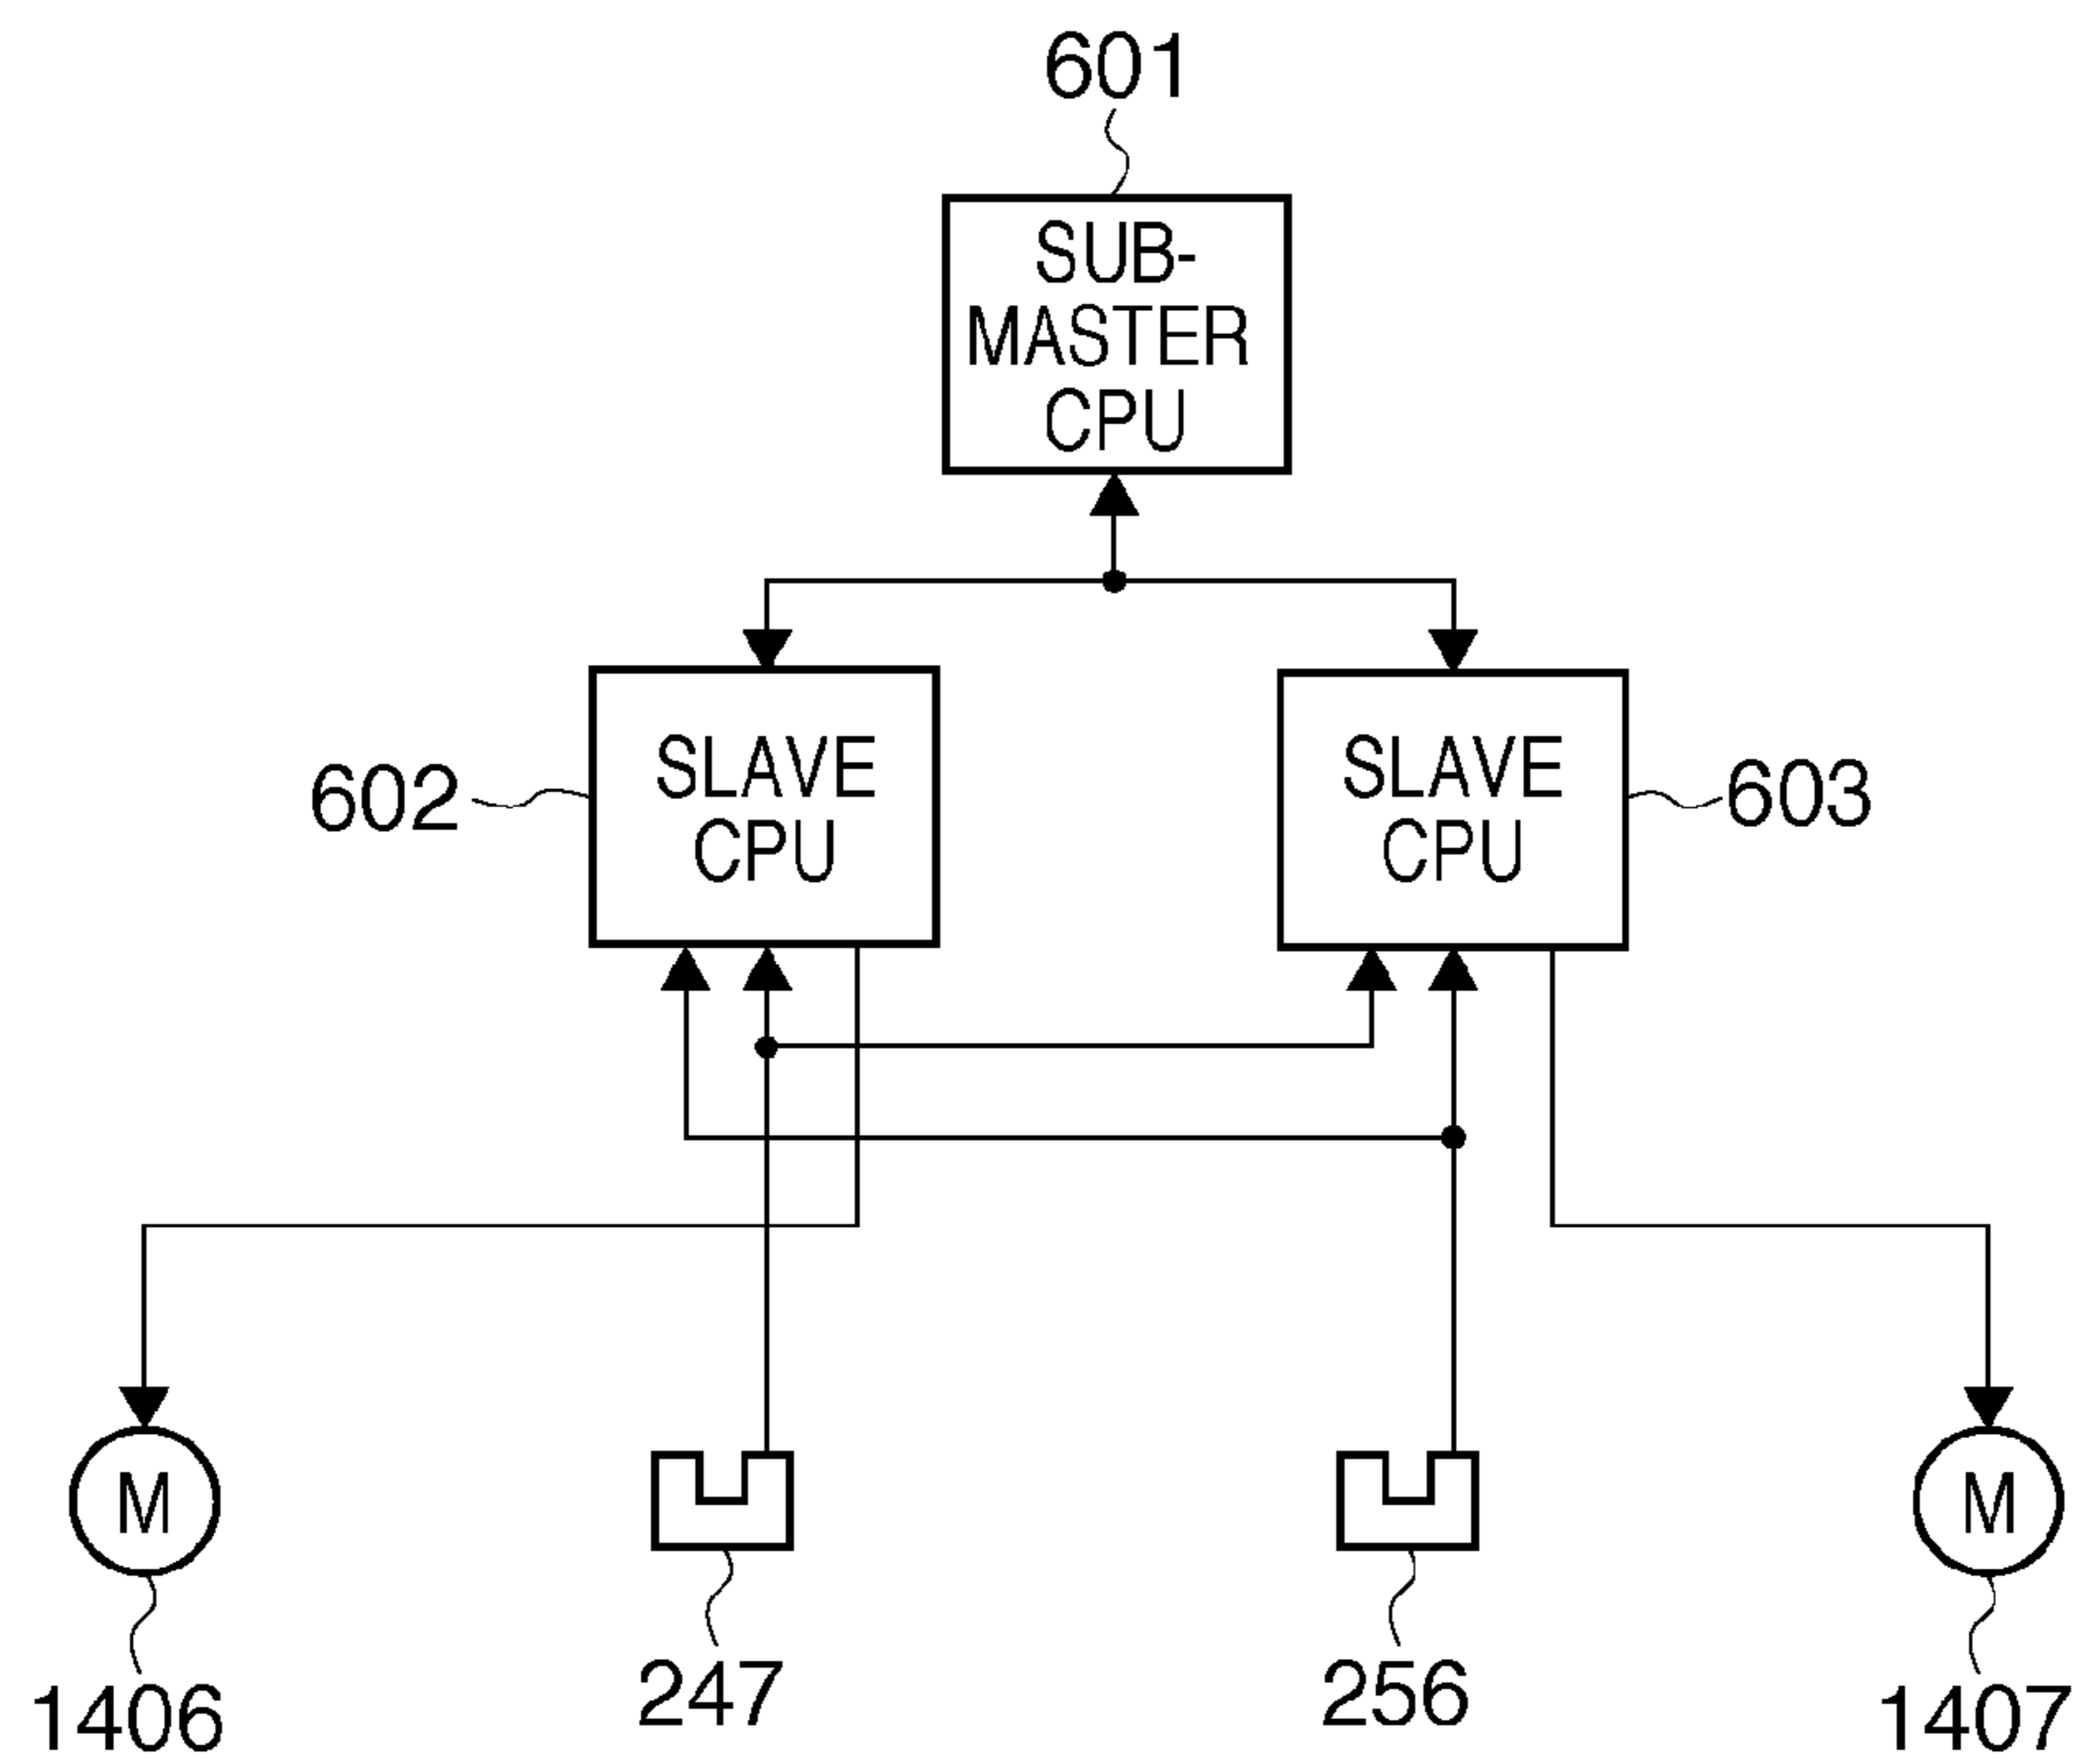 601
SUB-
MASTER
CPU
602
SLAVE
CPU
SLAVE
CPU
603
M
M
1406
247
256
1407